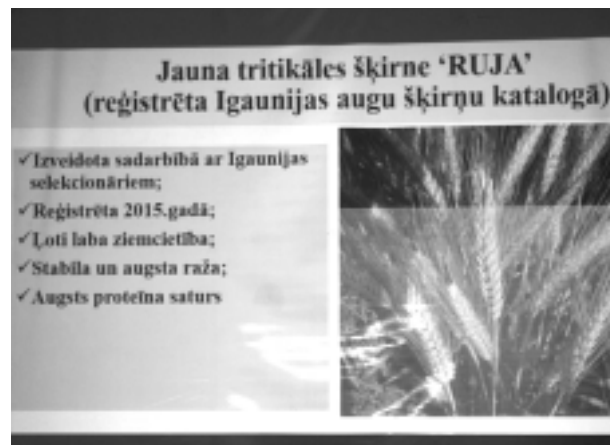 Jauna tritikāles šķirne ‘RUJA’
(reģistrēta Igaunijas augu šķirņu katalogā)
✓Izveidota sadarbībā ar Igaunijas
selekcionāriem;
✓Reģistrēta 2015.gadā;
✓Ļoti laba ziemcietība;
✓Stabila un augsta raža;
✓Augsts proteīna saturs